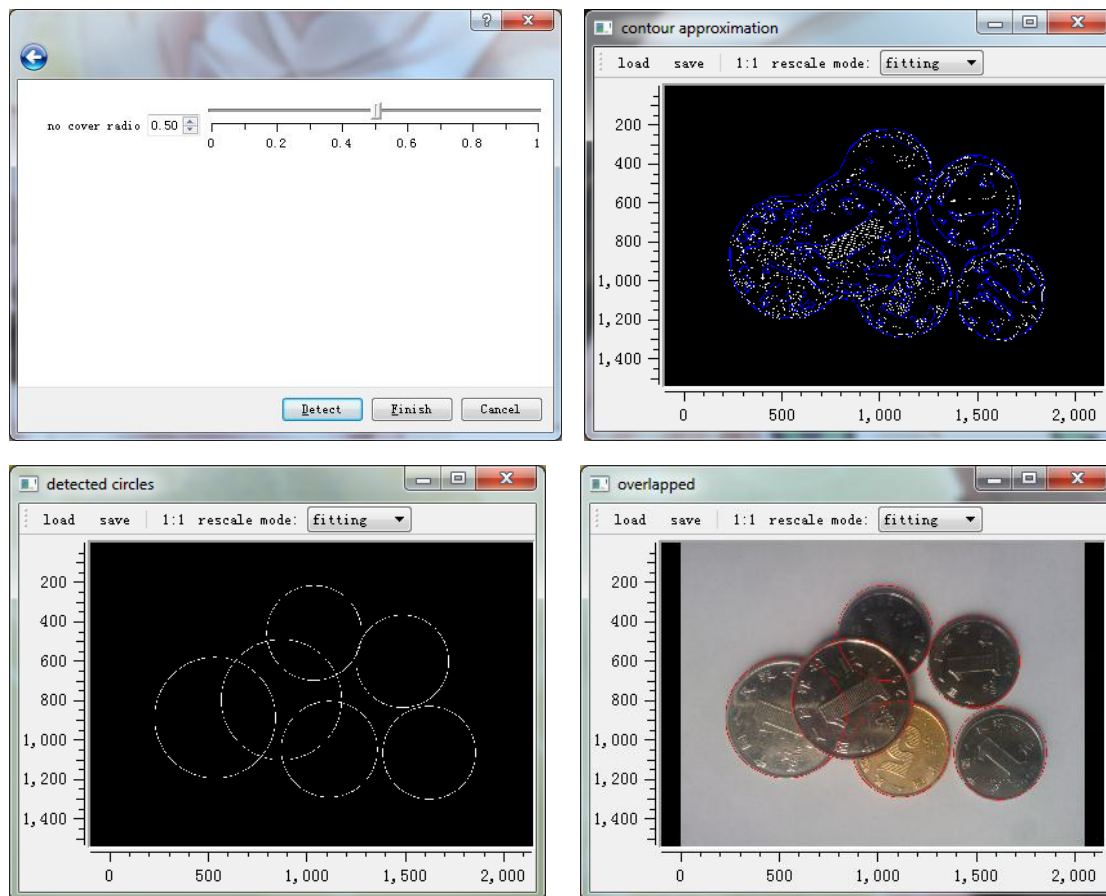 no cover radio 0.50
0 0.2 0.4 0.6 0.8 1
Detect Finish Cancel
contour approximation
load save 1:1 rescale mode: fitting
200
400
600
800
1,000
1,200
1,400
0 500 1,000 1,500 2,000
detected circles
load save 1:1 rescale mode: fitting
200
400
600
800
1,000
1,200
1,400
0 500 1,000 1,500 2,000
overlapped
load save 1:1 rescale mode: fitting
200
400
600
800
1,000
1,200
1,400
0 500 1,000 1,500 2,000
1
1
1
1